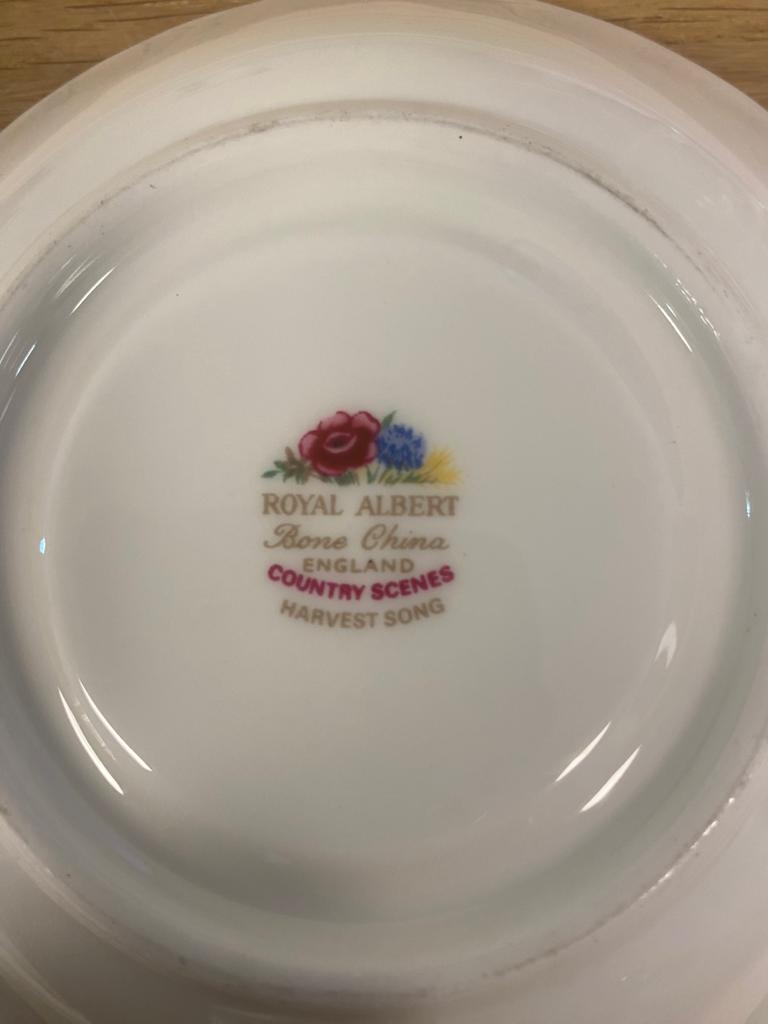 ROYAL ALBERT
Bone China
ENGLAND
COUNTRY SCENES
HARVEST SONG